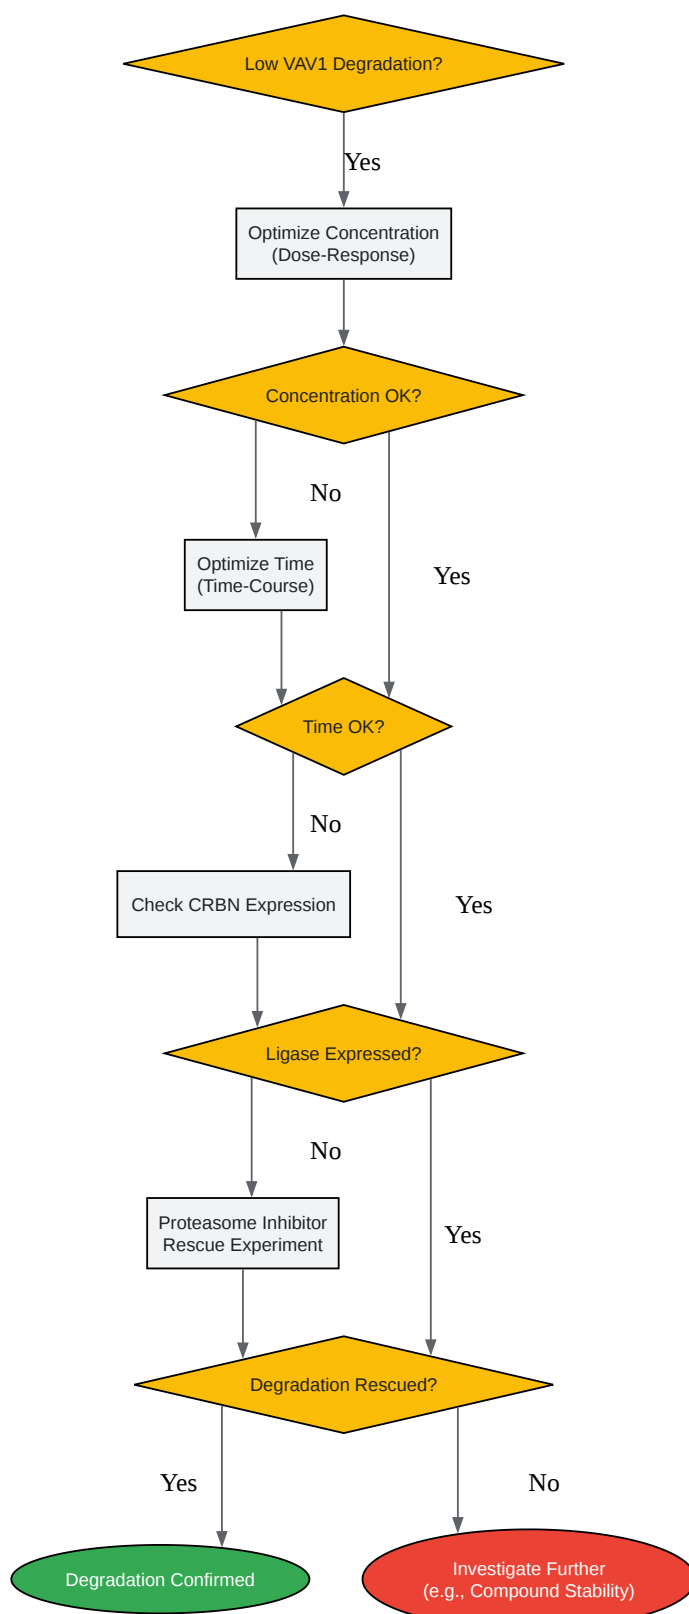 Low VAV1 Degradation?
Yes
Optimize Concentration
(Dose-Response)
Concentration OK?
No
Optimize Time
(Time-Course)
Yes
Time OK?
No
Check CRBN Expression
Yes
Ligase Expressed?
No
Proteasome Inhibitor
Rescue Experiment
Yes
Degradation Rescued?
Yes
No
Degradation Confirmed
Investigate Further
(e.g., Compound Stability)